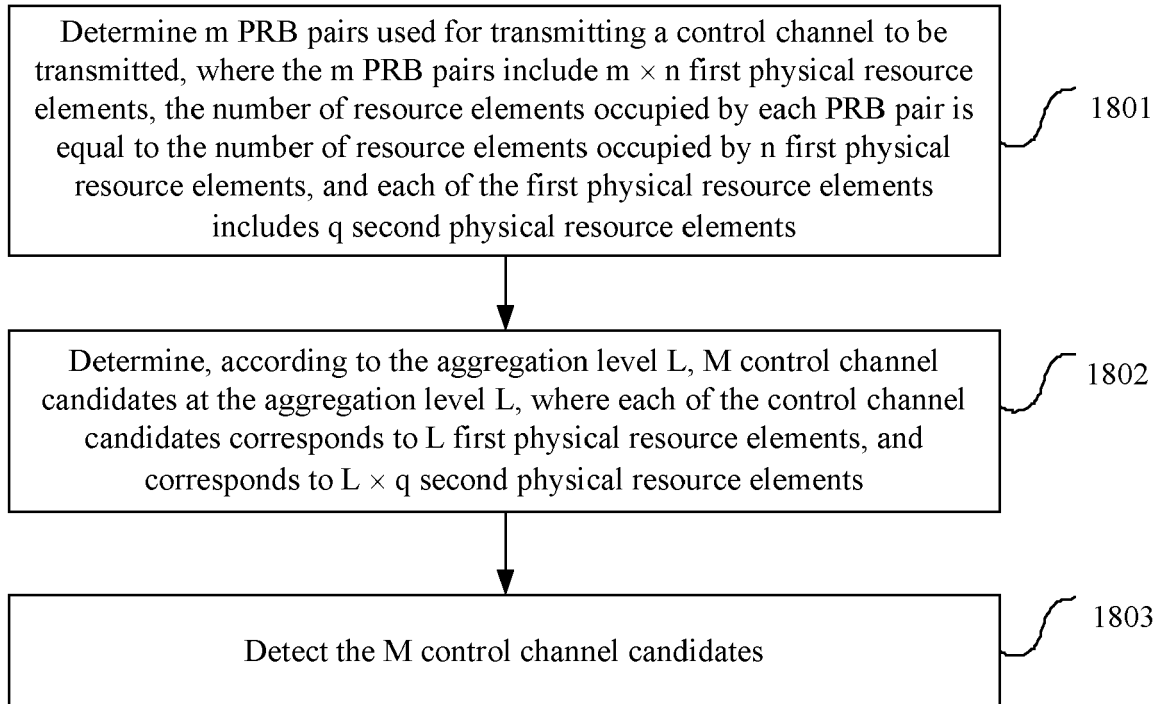 Determine m PRB pairs used for transmitting a control channel to be
transmitted, where the m PRB pairs include m × n first physical resource
elements, the number of resource elements occupied by each PRB pair is
equal to the number of resource elements occupied by n first physical
resource elements, and each of the first physical resource elements
includes q second physical resource elements
1801
Determine, according to the aggregation level L, M control channel
candidates at the aggregation level L, where each of the control channel
candidates corresponds to L first physical resource elements, and
corresponds to L × q second physical resource elements
1802
Detect the M control channel candidates
1803